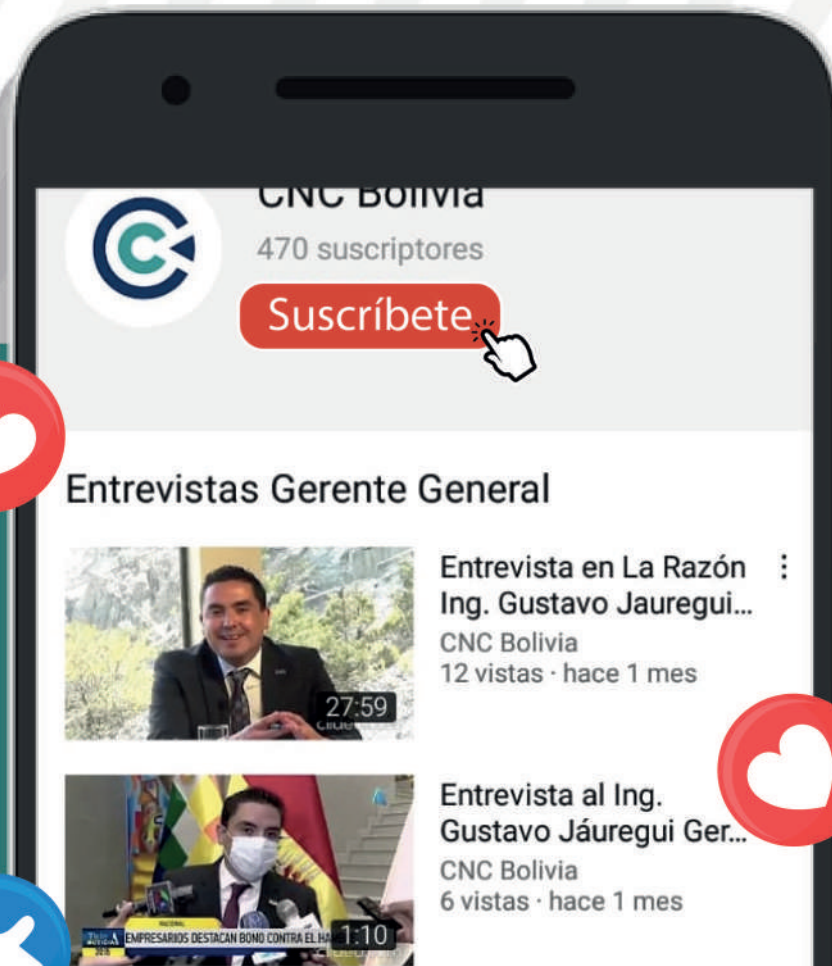 CNC Bolivia
470 suscriptores
Suscríbete
Entrevistas Gerente General
27:59
Entrevista en La Razón
Ing. Gustavo Jauregui...
CNC Bolivia
12 vistas · hace 1 mes
NACIONAL
EMPRESARIOS DESTACAN BONO CONTRA EL HA
1:10
Entrevista al Ing.
Gustavo Jáuregui Ger...
CNC Bolivia
6 vistas · hace 1 mes